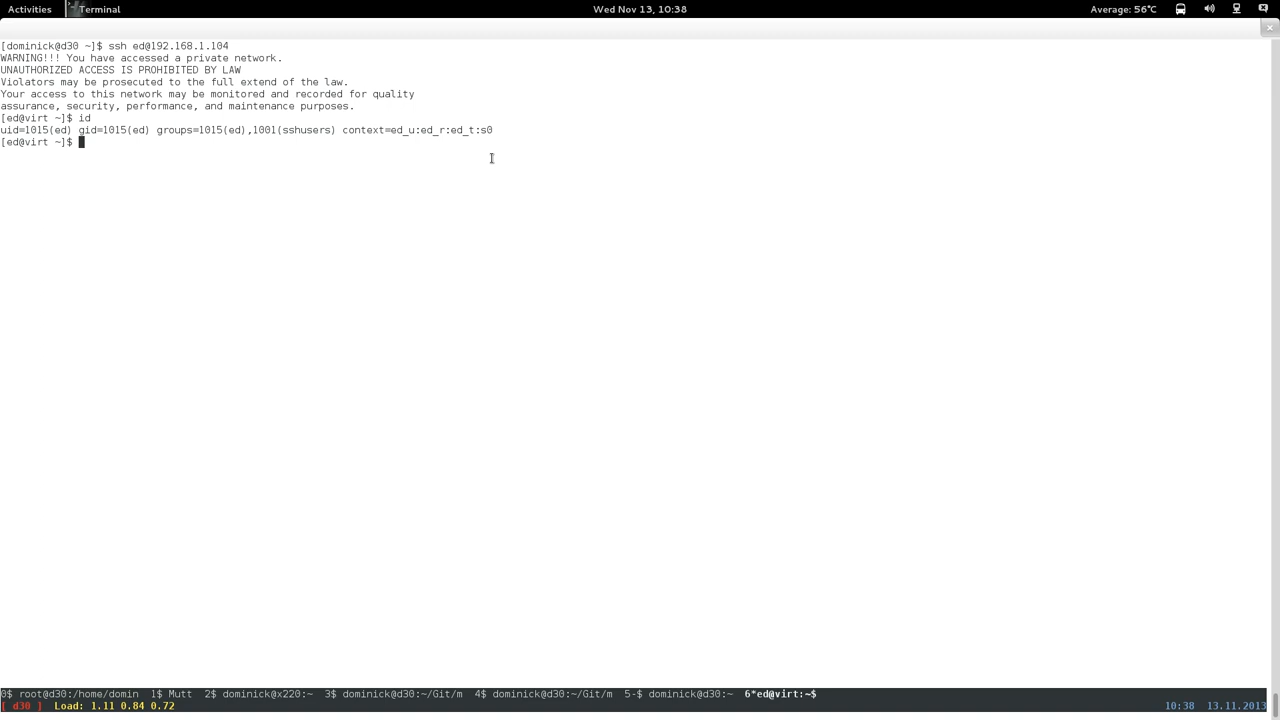 Activities Terminal Wed Nov 13, 10:38 Average: 56°C
[dominick@d30 ~]$ ssh ed@192.168.1.104
WARNING!!! You have accessed a private network.
UNAUTHORIZED ACCESS IS PROHIBITED BY LAW
Violators may be prosecuted to the full extend of the law.
Your access to this network may be monitored and recorded for quality
assurance, security, performance, and maintenance purposes.
[ed@virt ~]$ id
uid=1015(ed) gid=1015(ed) groups=1015(ed),1001(sshusers) context=ed_u:ed_r:ed_t:s0
[ed@virt ~]$
0$ root@d30:/home/domin 1$ Mutt 2$ dominick@x220:~ 3$ dominick@d30:~/Git/m 4$ dominick@d30:~/Git/m 5-$ dominick@d30:~ 6*ed@virt:~$
[ d30 ] Load: 1.11 0.84 0.72 10:38 13.11.2013